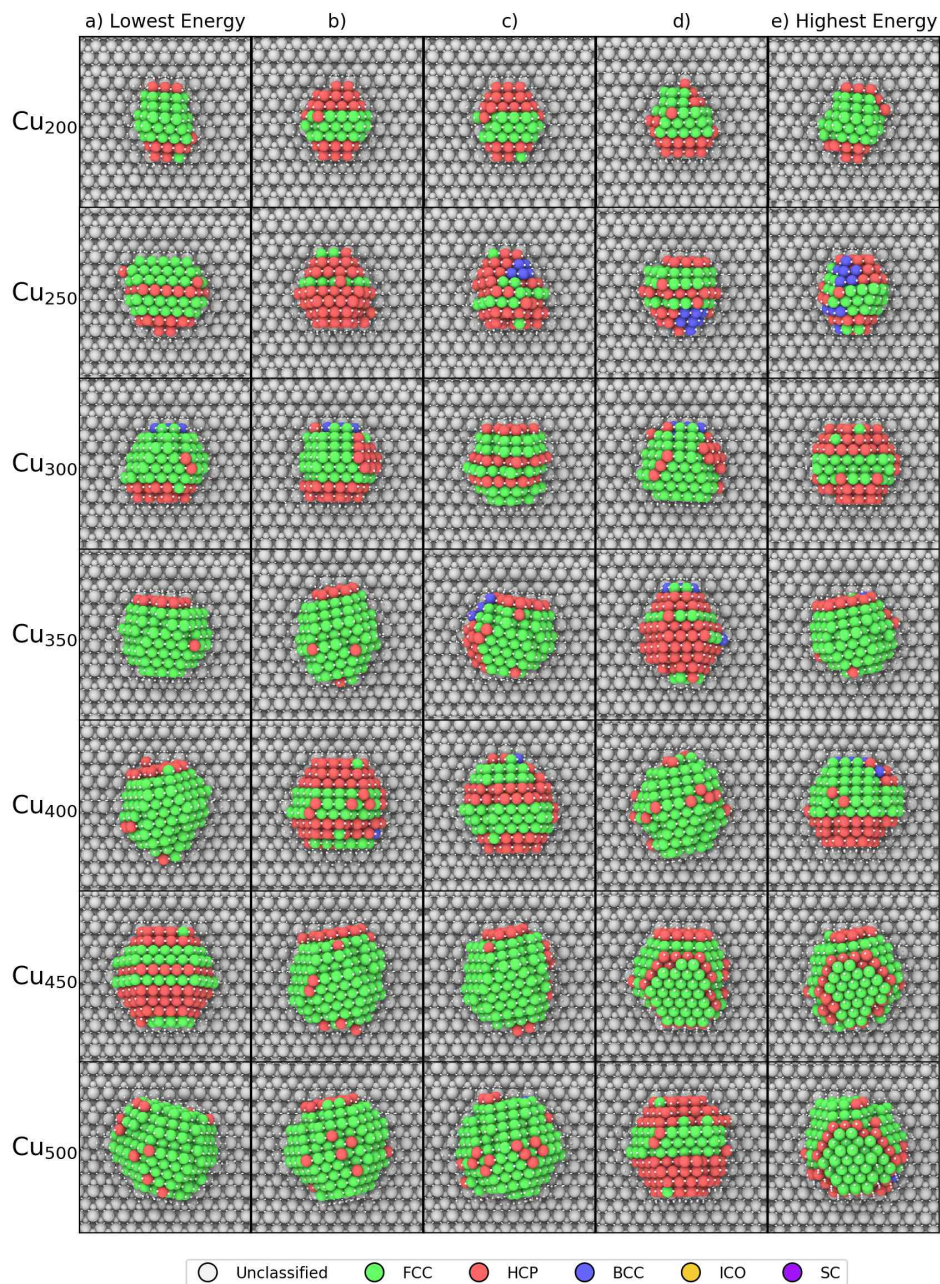 a) Lowest Energy b) c) d) e) Highest Energy
Cu200
Cu250
Cu300
Cu350
Cu400
Cu450
Cu500
Unclassified FCC HCP BCC ICO SC